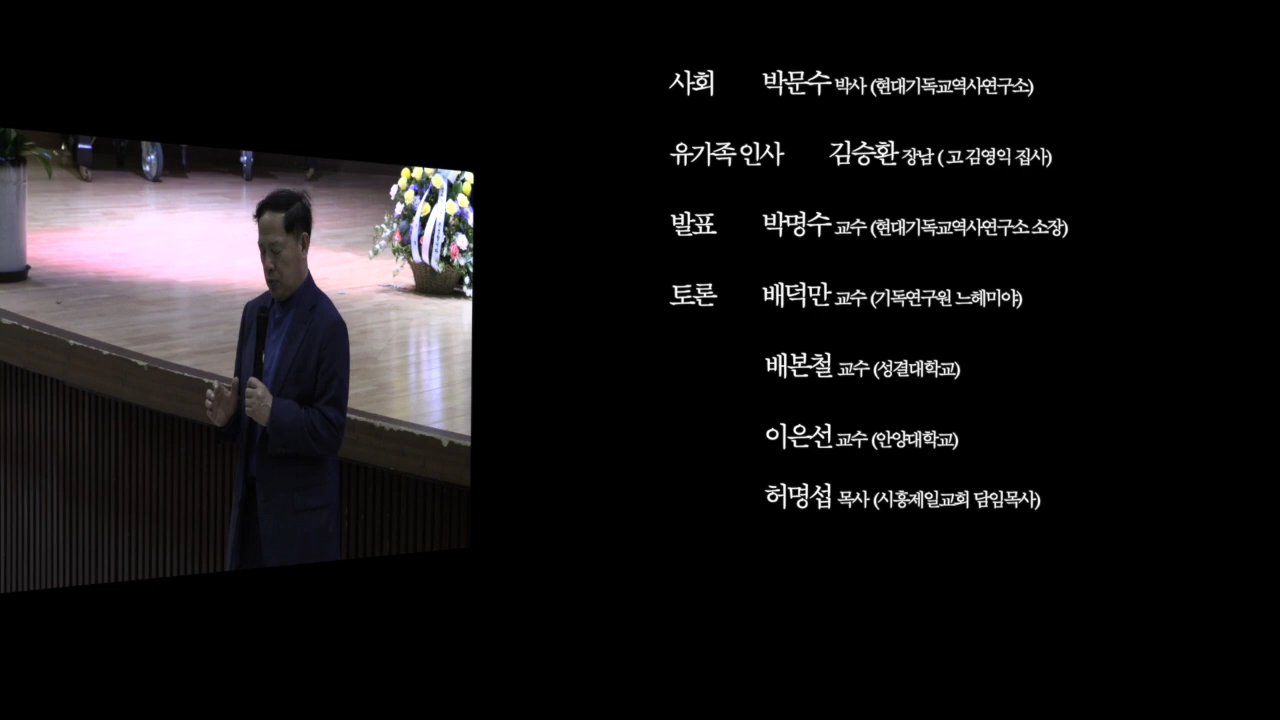 사회 박문수 박사 (현대기독교역사연구소)
유가족 인사 김승환 장남 ( 고 김영익 집사)
발표 박명수 교수 (현대기독교역사연구소 소장)
토론 배덕만 교수 (기독연구원 느헤미야)
배본철 교수 (성결대학교)
이은선 교수 (안양대학교)
허명섭 목사 (시흥제일교회 담임목사)